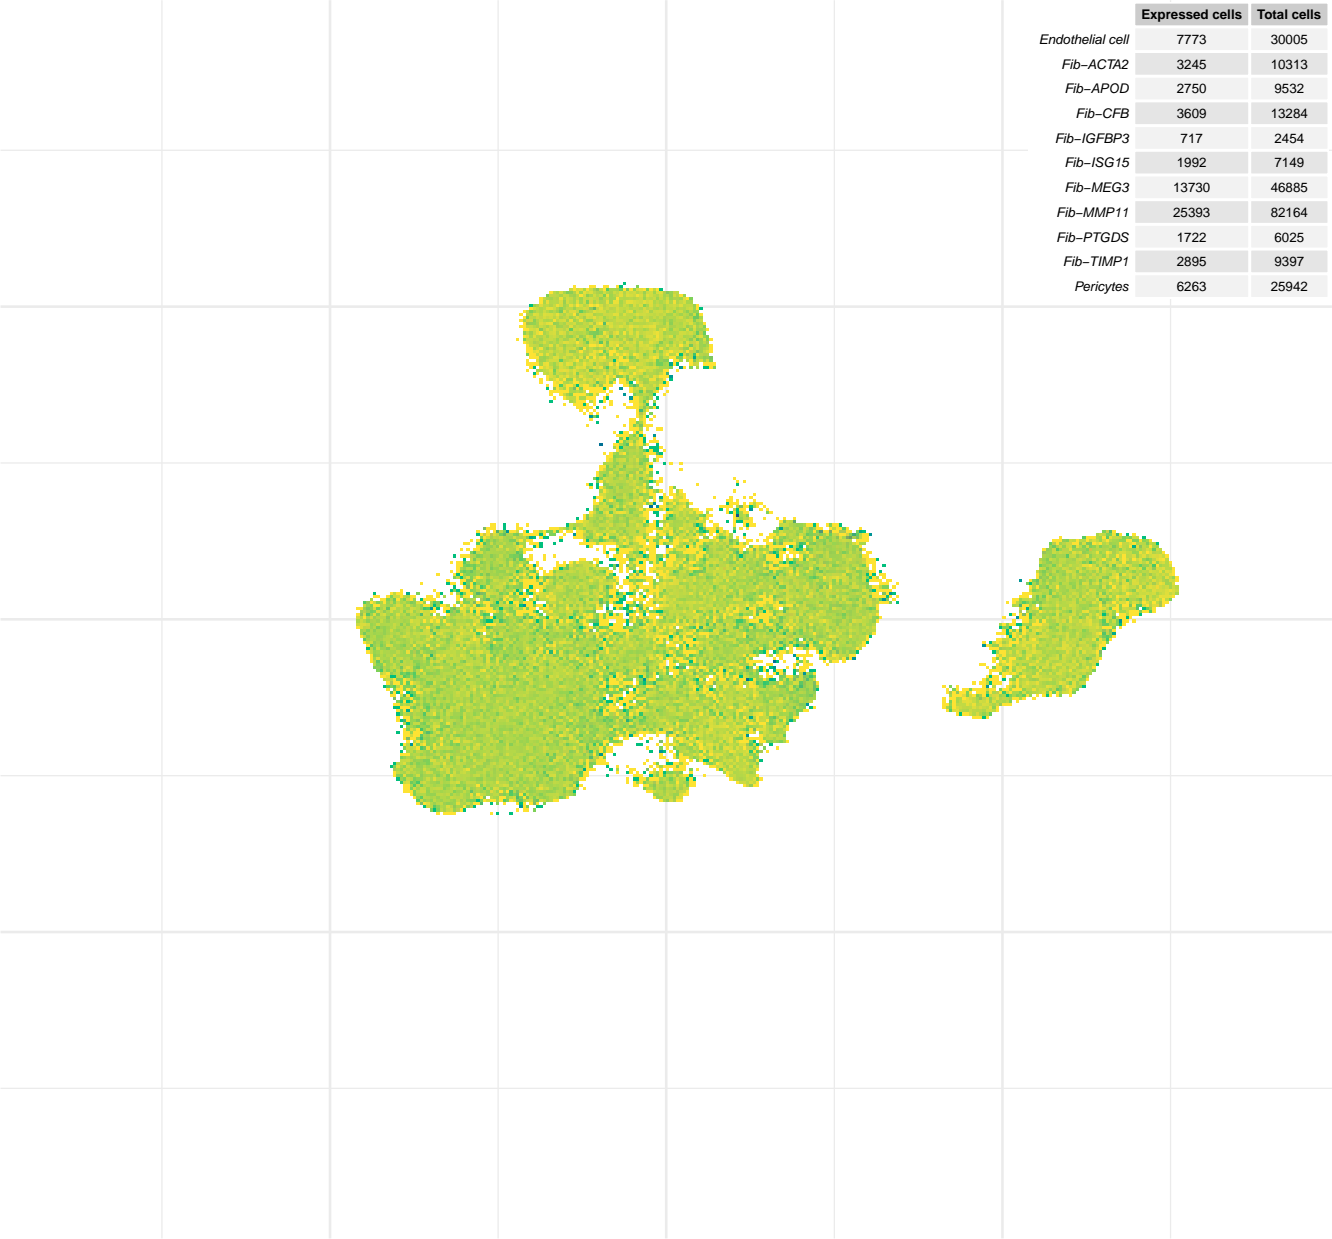 Expressed cells Total cells
Endothelial cell 7773 30005
Fib−ACTA2 3245 10313
Fib−APOD 2750 9532
Fib−CFB 3609 13284
Fib−IGFBP3 717 2454
Fib−ISG15 1992 7149
Fib−MEG3 13730 46885
Fib−MMP11 25393 82164
Fib−PTGDS 1722 6025
Fib−TIMP1 2895 9397
Pericytes 6263 25942